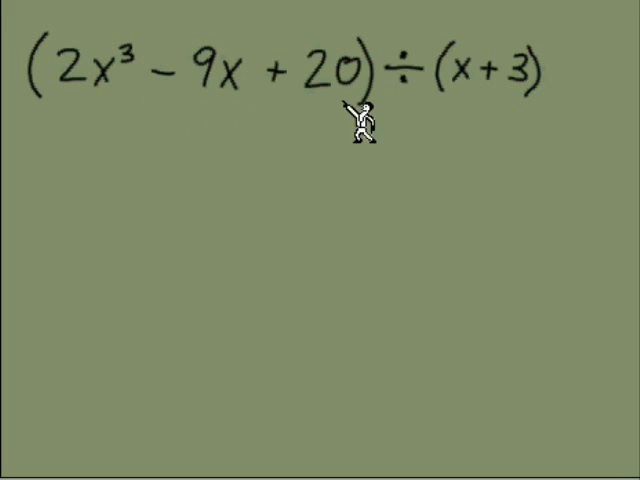 (2x³ - 9x + 20) ÷ (x + 3)